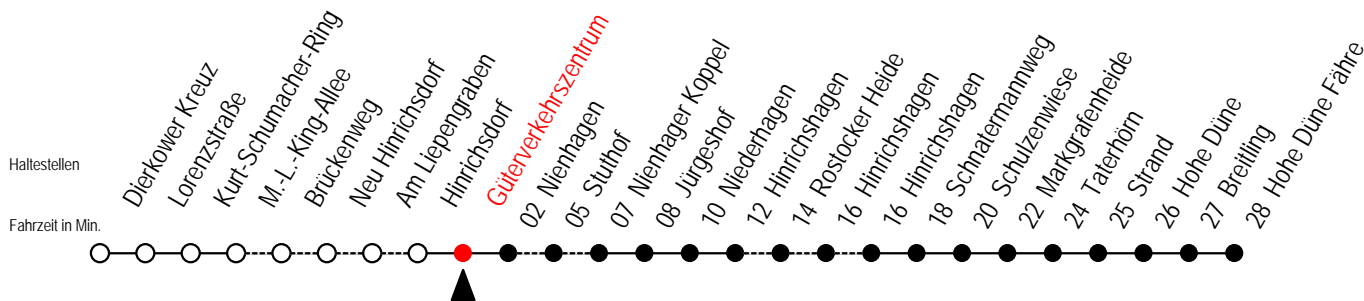 Haltestellen
Fahrzeit in Min.
Dierkower Kreuz
Lorenzstraße
Kurt-Schumacher-Ring
M.-L.-King-Allee
Brückenweg
Neu Hinrichsdorf
Am Liepengraben
Hinrichsdorf
Güterverkehrszentrum
02 Nienhagen
05 Stuthof
07 Nienhager Koppel
08 Jürgeshof
10 Niederhagen
12 Hinrichshagen
14 Rostocker Heide
16 Hinrichshagen
16 Hinrichshagen
18 Schnatermannweg
20 Schulzenwiese
22 Markgrafenheide
24 Taterhörn
25 Strand
26 Hohe Düne
27 Breitling
28 Hohe Düne Fähre